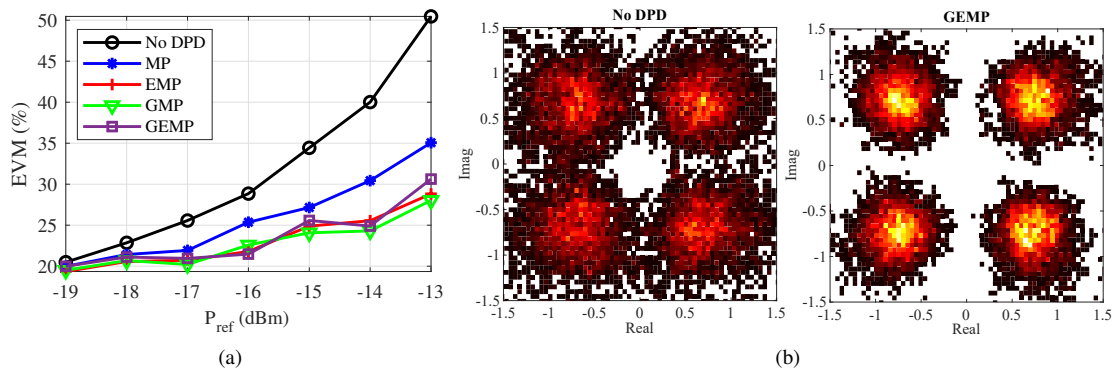 50
45
40
35
30
25
20
EVM (%)
No DPD
MP
EMP
GMP
GEMP
-19 -18 -17 -16 -15 -14 -13
P_ref (dBm)
(a)
No DPD
1.5
1
0.5
0
-0.5
-1
-1.5
Imag
-1.5 -1 -0.5 0 0.5 1 1.5
Real
GEMP
1.5
1
0.5
0
-0.5
-1
-1.5
Imag
-1.5 -1 -0.5 0 0.5 1 1.5
Real
(b)